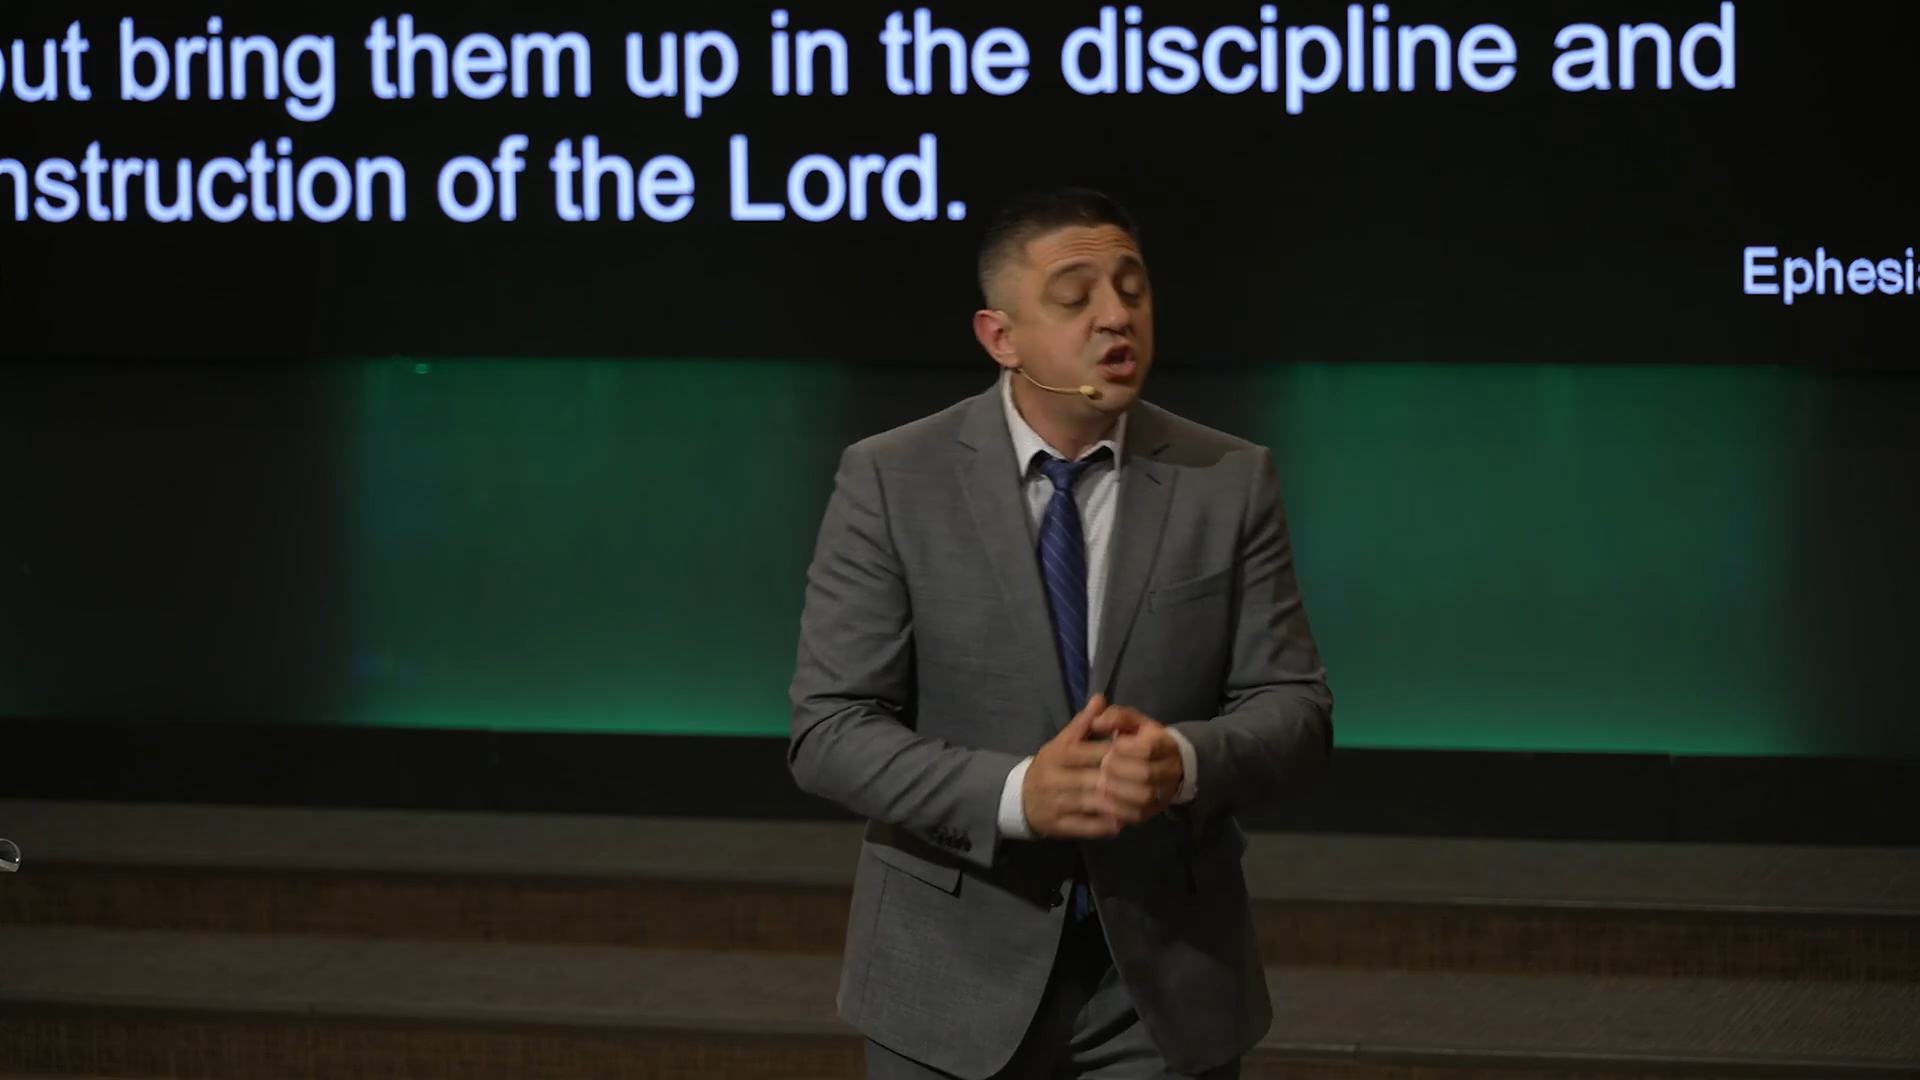 but bring them up in the discipline and
nstruction of the Lord.
Ephesia